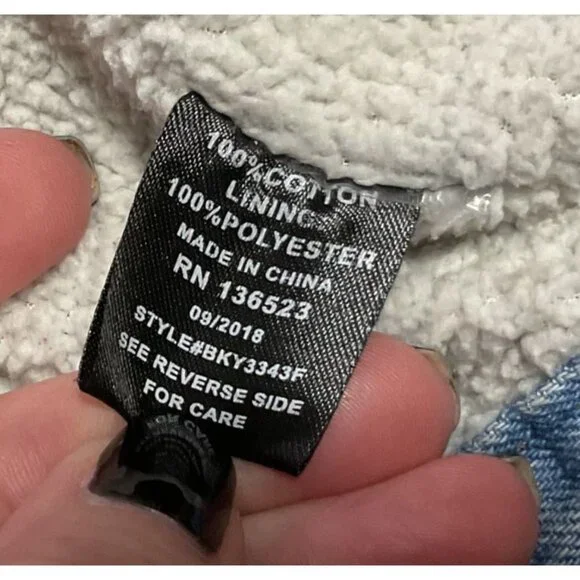 100%COTTON
LINING:
100%POLYESTER
MADE IN CHINA
RN 136523
09/2018
STYLE#BKY3343F
SEE REVERSE SIDE
FOR CARE